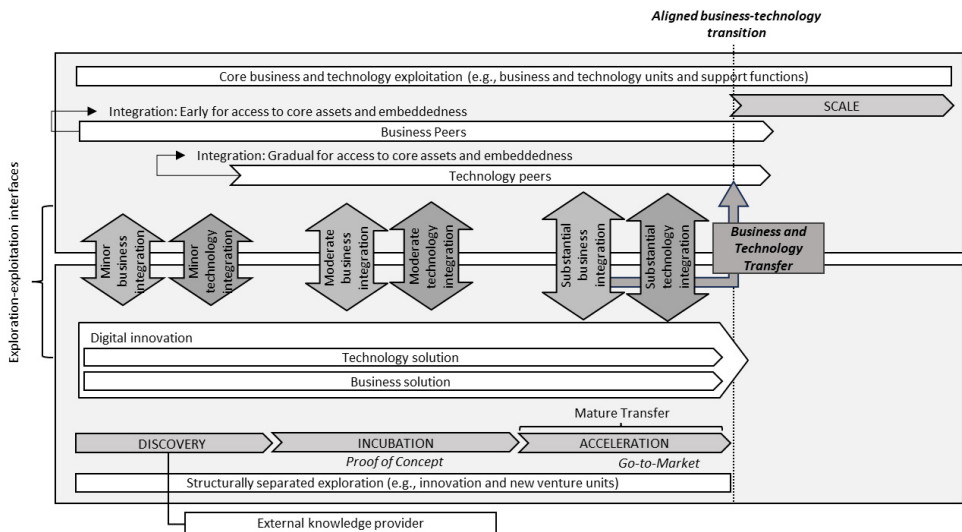 Aligned business-technology
transition
Core business and technology exploitation (e.g., business and technology units and support functions)
SCALE
Integration: Early for access to core assets and embeddedness
Business Peers
Integration: Gradual for access to core assets and embeddedness
Technology peers
Exploration-exploitation interfaces
Minor
business
integration
Minor
technology
integration
Moderate
business
integration
Moderate
technology
integration
Substantial
business
integration
Substantial
technology
integration
Business and
Technology
Transfer
Digital innovation
Technology solution
Business solution
Mature Transfer
DISCOVERY
INCUBATION
ACCELERATION
Proof of Concept
Go-to-Market
Structurally separated exploration (e.g., innovation and new venture units)
External knowledge provider